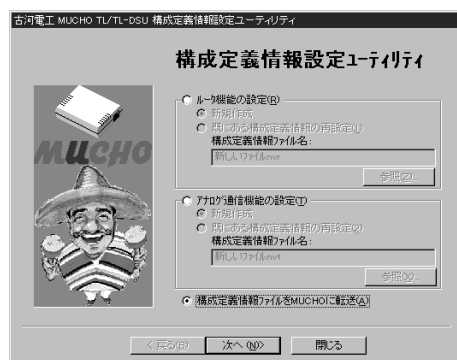 古河電工 MUCHO TL/TL-DSU 構成定義情報設定ユーティリティ
構成定義情報設定ユーティリティ
MUCHO
ルータ機能の設定(R)
新規作成
既にある構成定義情報の再設定(L)
構成定義情報ファイル名:
新しいファイル.nvr
参照(Z)...
アナログ通信機能の設定(T)
新規作成
既にある構成定義情報の再設定(2)
構成定義情報ファイル名:
新しいファイル.nvt
参照(X)...
構成定義情報ファイルをMUCHOに転送(A)
< 戻る(B)
次へ(N)>
閉じる